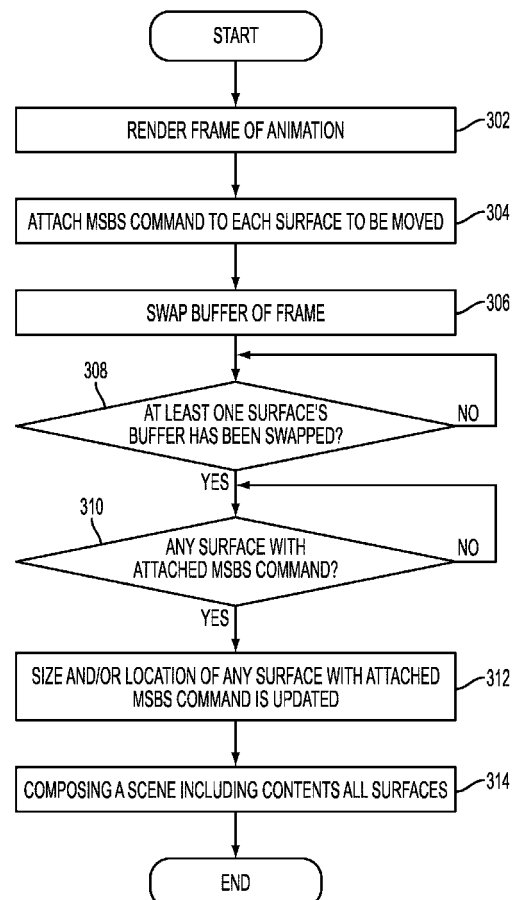 START
RENDER FRAME OF ANIMATION
302
ATTACH MSBS COMMAND TO EACH SURFACE TO BE MOVED
304
SWAP BUFFER OF FRAME
306
308
AT LEAST ONE SURFACE'S
BUFFER HAS BEEN SWAPPED?
NO
YES
310
ANY SURFACE WITH
ATTACHED MSBS COMMAND?
NO
YES
SIZE AND/OR LOCATION OF ANY SURFACE WITH ATTACHED
MSBS COMMAND IS UPDATED
312
COMPOSING A SCENE INCLUDING CONTENTS ALL SURFACES
314
END